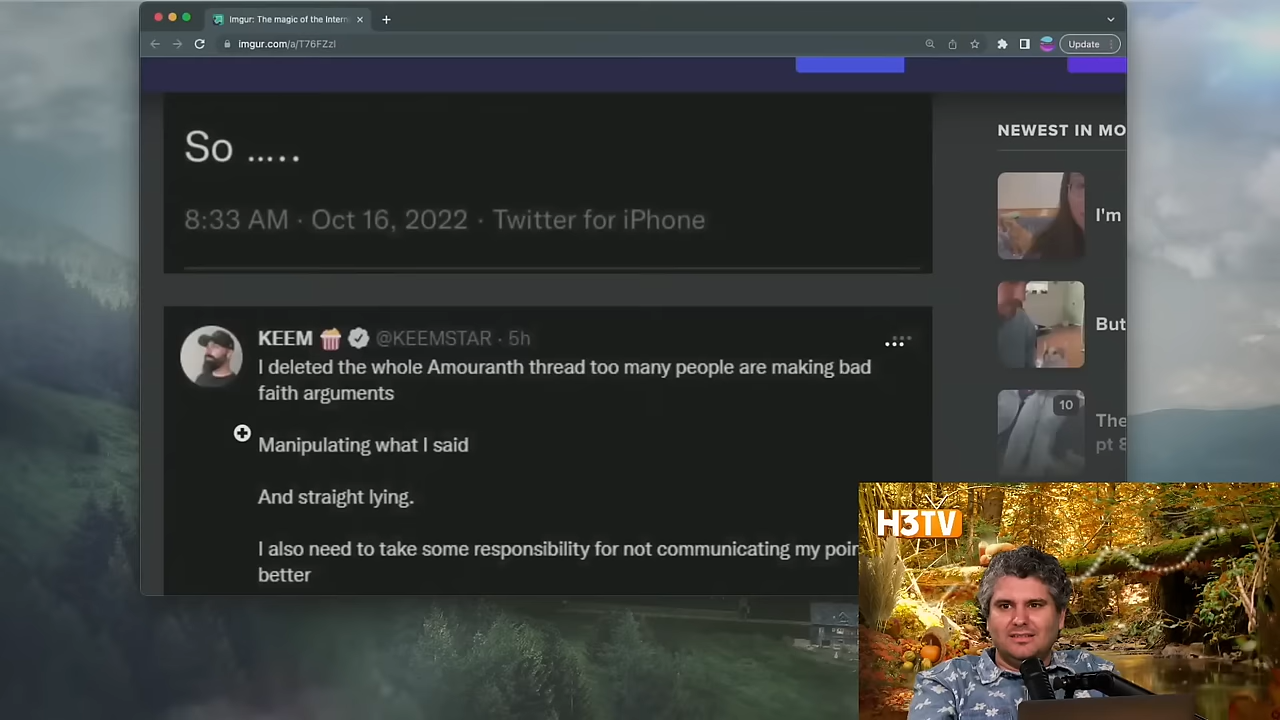 Imgur: The magic of the Intern
imgur.com/a/T76FZzI
Update
So .....
8:33 AM · Oct 16, 2022 · Twitter for iPhone
NEWEST IN MO
I'm
But
10
The
pt 8
KEEM 🍿 @KEEMSTAR · 5h
I deleted the whole Amouranth thread too many people are making bad
faith arguments
Manipulating what I said
And straight lying.
I also need to take some responsibility for not communicating my poin
better
H3TV